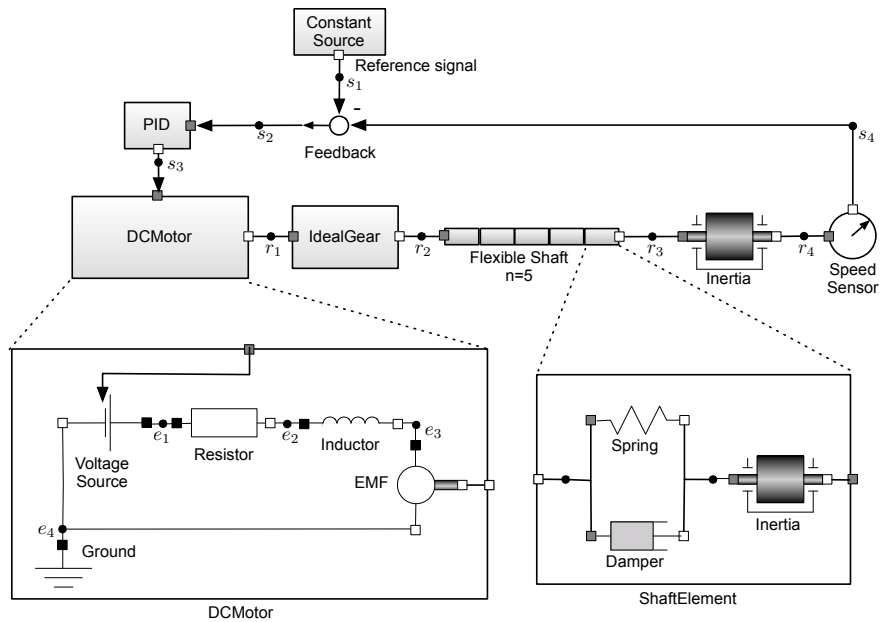 Constant
Source
Reference signal
s1
-
PID
s2
Feedback
s4
s3
DCMotor
r1
IdealGear
r2
Flexible Shaft
n=5
r3
Inertia
r4
Speed
Sensor
e1
Resistor
e2
Inductor
e3
Voltage
Source
EMF
e4
Ground
DCMotor
Spring
Inertia
Damper
ShaftElement